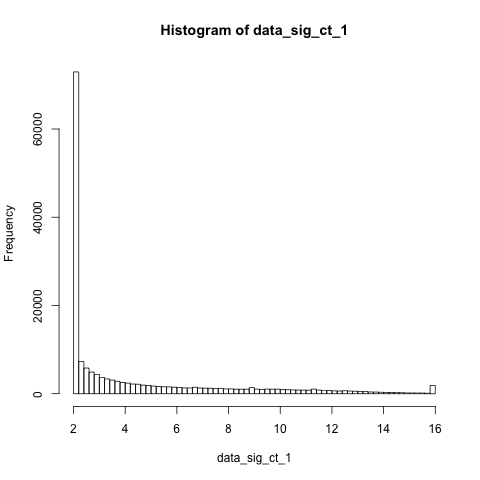 Histogram of data_sig_ct_1
Frequency
60000
40000
20000
0
2 4 6 8 10 12 14 16
data_sig_ct_1